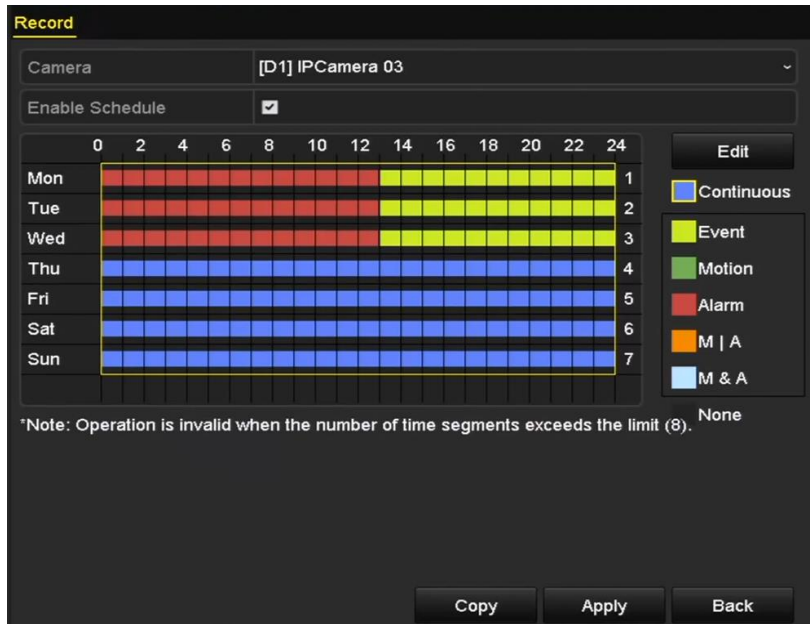 Record
Camera [D1] IPCamera 03
Enable Schedule
0 2 4 6 8 10 12 14 16 18 20 22 24
Edit
Mon 1
Continuous
Tue 2
Event
Wed 3
Thu 4
Motion
Fri 5
Alarm
Sat 6
M | A
Sun 7
M & A
None
*Note: Operation is invalid when the number of time segments exceeds the limit (8).
Copy Apply Back